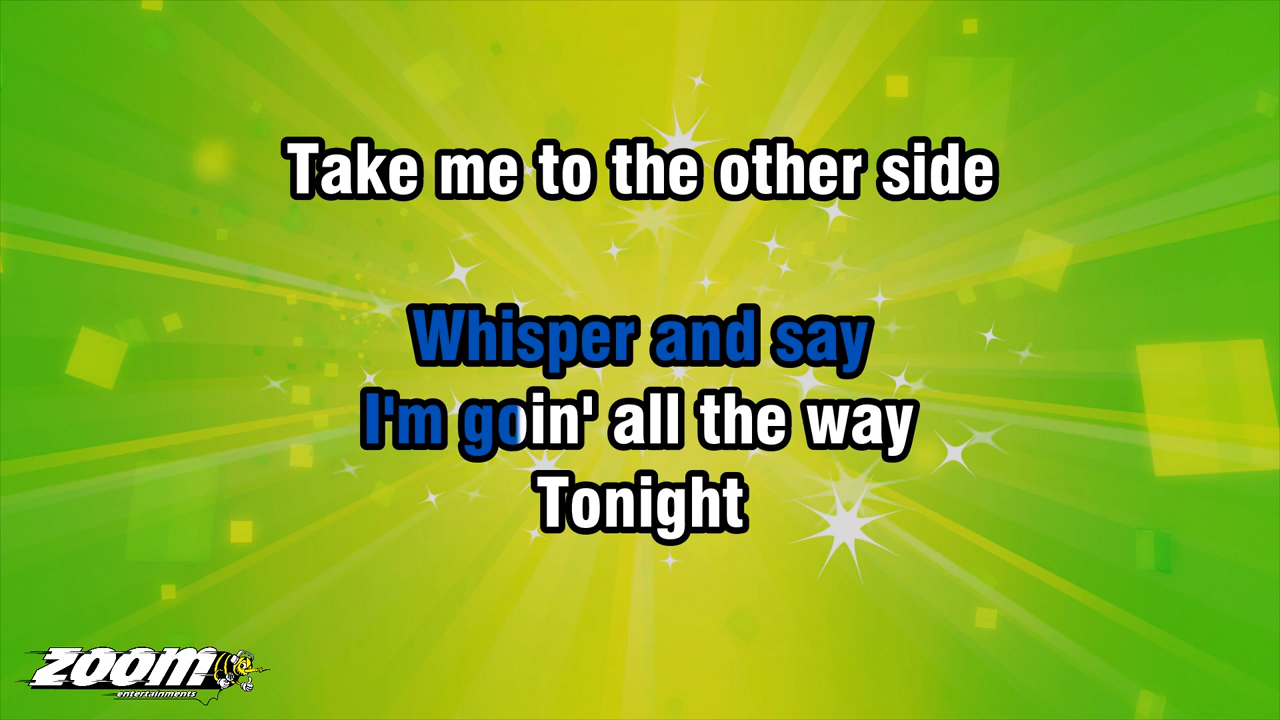 Take me to the other side
Whisper and say
I'm goin' all the way
Tonight
zoom
entertainments